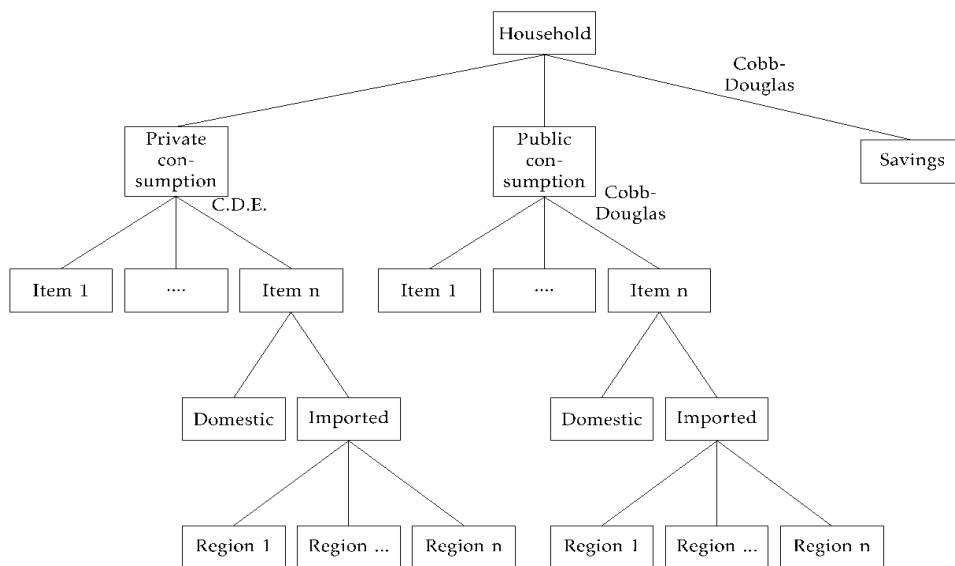 Household
Cobb-
Douglas
Private
con-
sumption
Public
con-
sumption
Savings
C.D.E.
Cobb-
Douglas
Item 1
....
Item n
Item 1
....
Item n
Domestic
Imported
Domestic
Imported
Region 1
Region ...
Region n
Region 1
Region ...
Region n